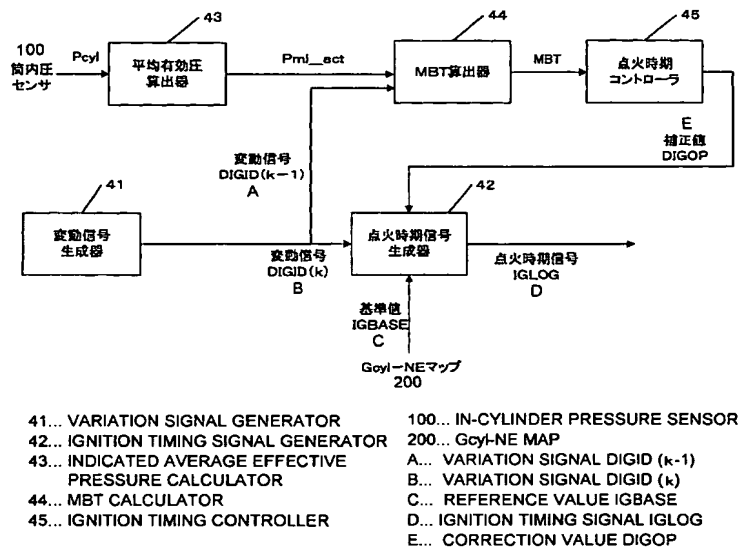 43
44
45
100
筒内圧
センサ
Pcyl
平均有効圧
算出器
Pmi_act
MBT算出器
MBT
点火時期
コントローラ
E
補正値
DIGOP
変動信号
DIGID(k-1)
A
41
42
変動信号
生成器
変動信号
DIGID(k)
B
点火時期信号
生成器
点火時期信号
IGLOG
D
基準値
IGBASE
C
Gcyl-NEマップ
200
41... VARIATION SIGNAL GENERATOR
42... IGNITION TIMING SIGNAL GENERATOR
43... INDICATED AVERAGE EFFECTIVE
PRESSURE CALCULATOR
44... MBT CALCULATOR
45... IGNITION TIMING CONTROLLER
100... IN-CYLINDER PRESSURE SENSOR
200... Gcyl-NE MAP
A... VARIATION SIGNAL DIGID (k-1)
B... VARIATION SIGNAL DIGID (k)
C... REFERENCE VALUE IGBASE
D... IGNITION TIMING SIGNAL IGLOG
E... CORRECTION VALUE DIGOP